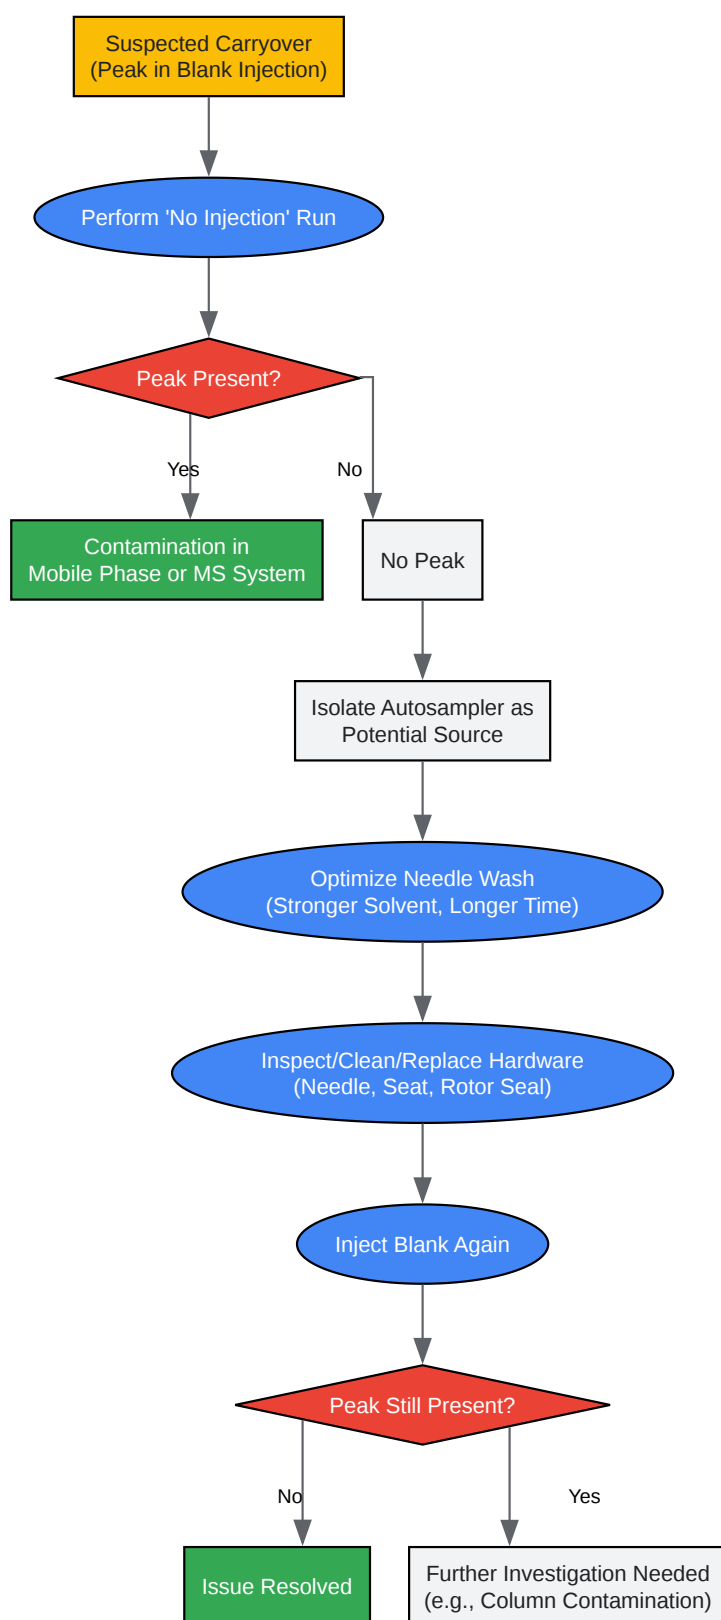 Suspected Carryover
(Peak in Blank Injection)
Perform 'No Injection' Run
Peak Present?
Yes
No
Contamination in
Mobile Phase or MS System
No Peak
Isolate Autosampler as
Potential Source
Optimize Needle Wash
(Stronger Solvent, Longer Time)
Inspect/Clean/Replace Hardware
(Needle, Seat, Rotor Seal)
Inject Blank Again
Peak Still Present?
No
Yes
Issue Resolved
Further Investigation Needed
(e.g., Column Contamination)